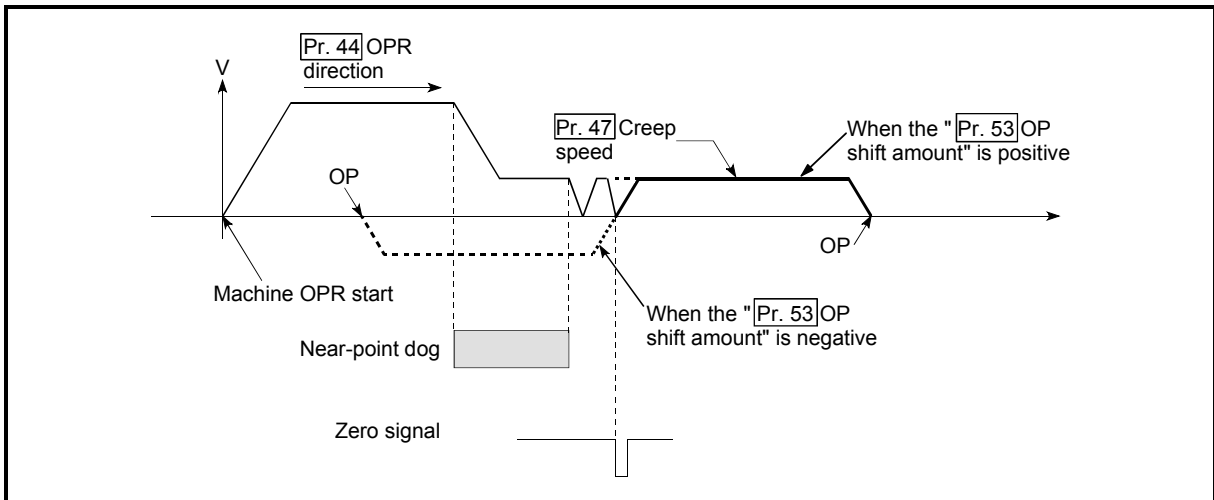 Pr. 44 OPR
direction
V
Pr. 47 Creep
speed
When the " Pr. 53 OP
shift amount" is positive
OP
OP
Machine OPR start
When the " Pr. 53 OP
shift amount" is negative
Near-point dog
Zero signal